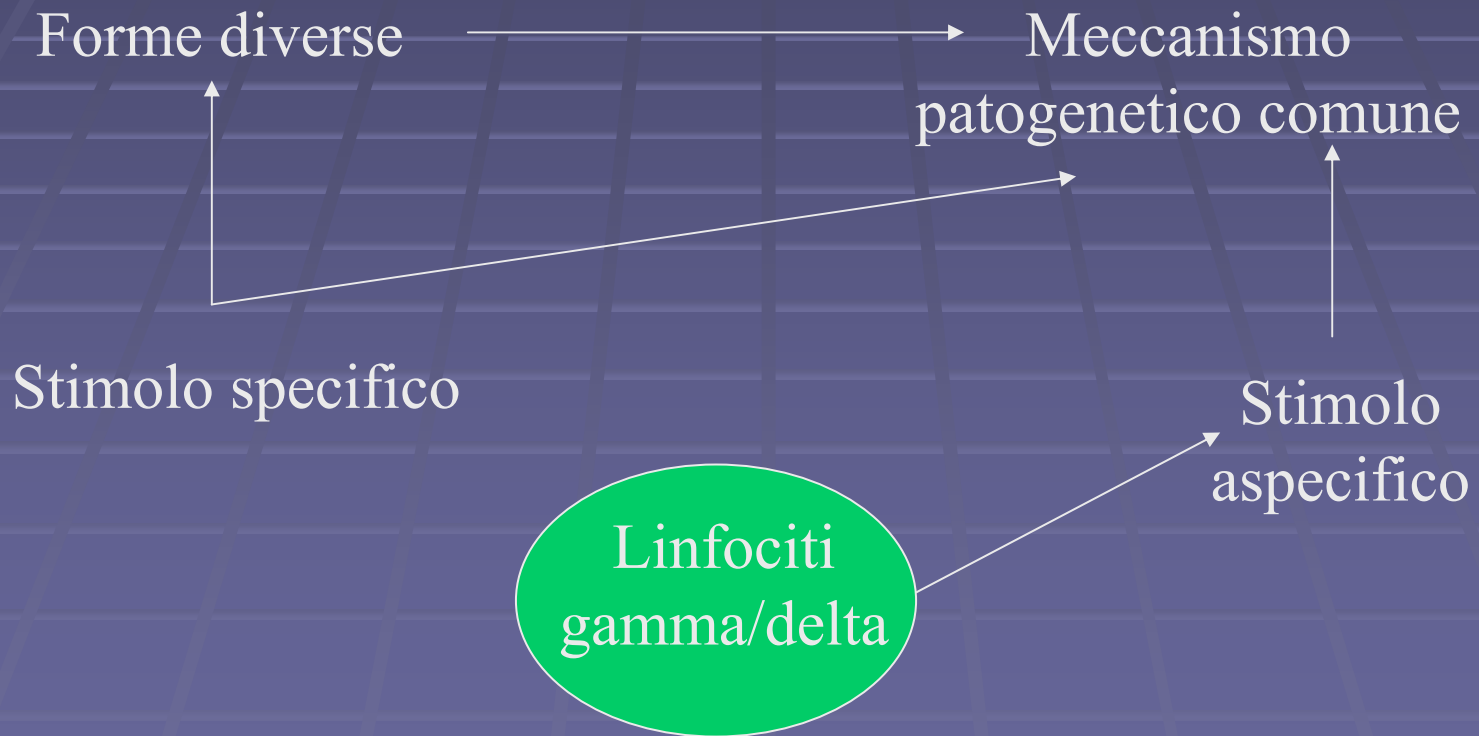 Forme diverse
Meccanismo
patogenetico comune
Stimolo specifico
Stimolo
aspecifico
Linfociti
gamma/delta